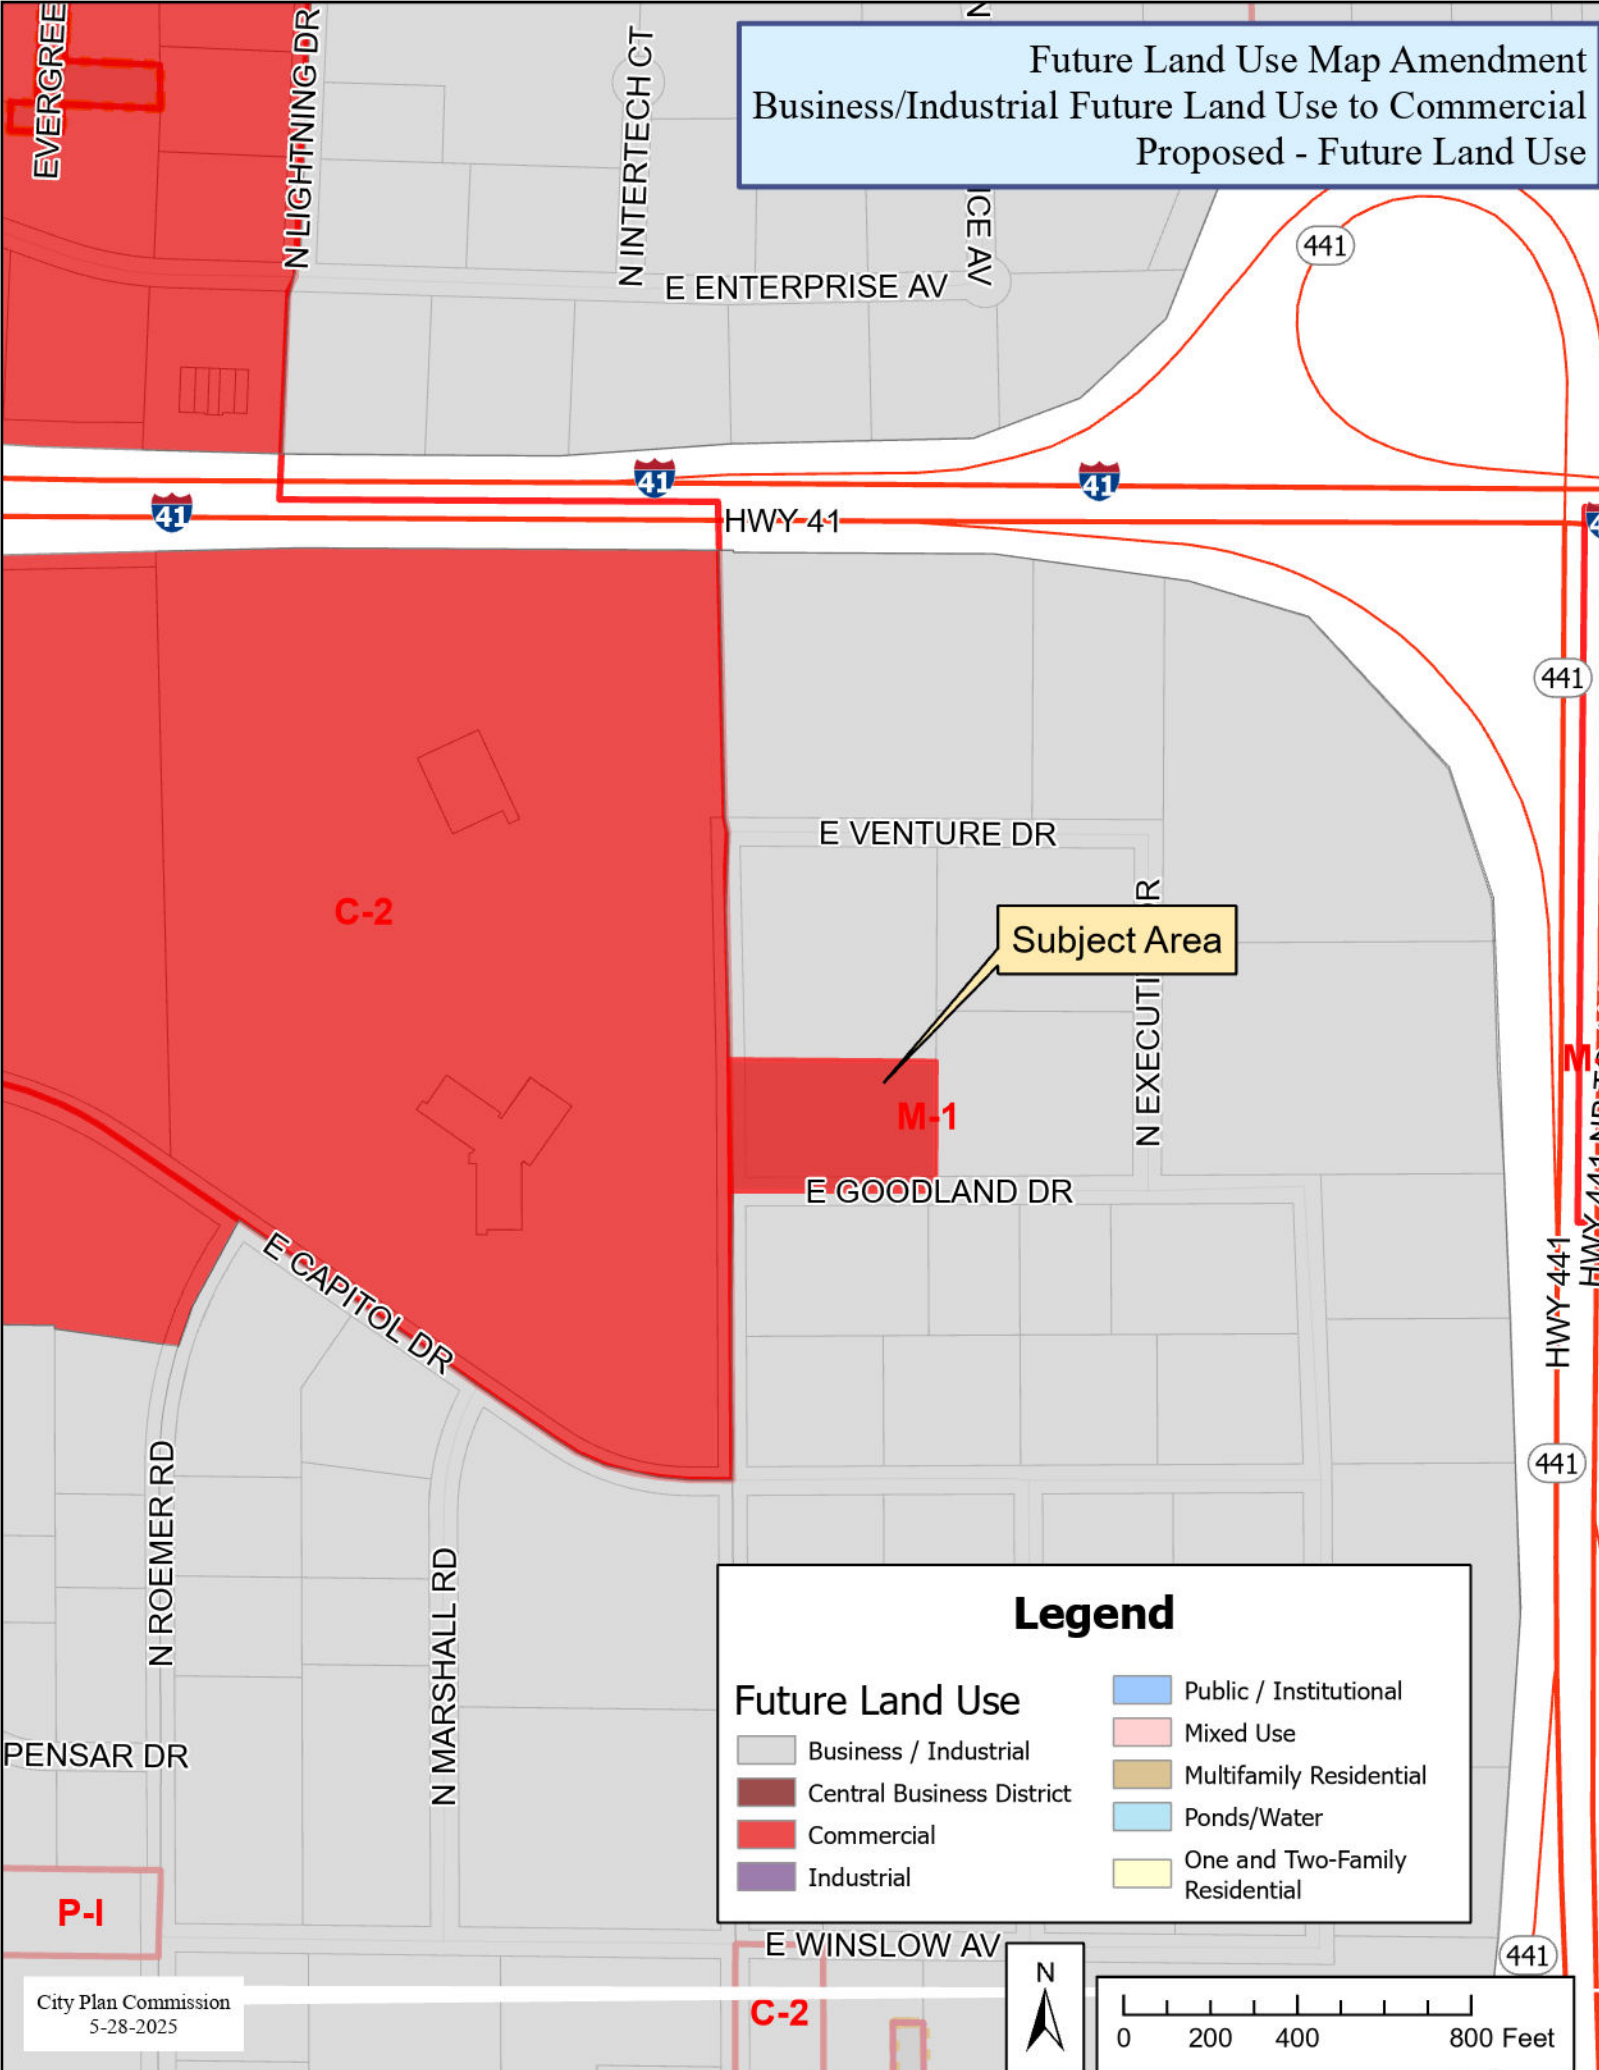 Future Land Use Map Amendment
Business/Industrial Future Land Use to Commercial
Proposed - Future Land Use
EVERGREE
N LIGHTNING DR
N INTERTECH CT
N
ICE AV
E ENTERPRISE AV
441
41
41
41
HWY 41
441
C-2
E VENTURE DR
N EXECUTI
R
Subject Area
M-1
E GOODLAND DR
E CAPITOL DR
HWY 441
441
N ROEMER RD
N MARSHALL RD
PENSAR DR
P-I
Legend
Future Land Use
Business / Industrial
Central Business District
Commercial
Industrial
Public / Institutional
Mixed Use
Multifamily Residential
Ponds/Water
One and Two-Family
Residential
E WINSLOW AV
441
C-2
City Plan Commission
5-28-2025
N
0 200 400 800 Feet